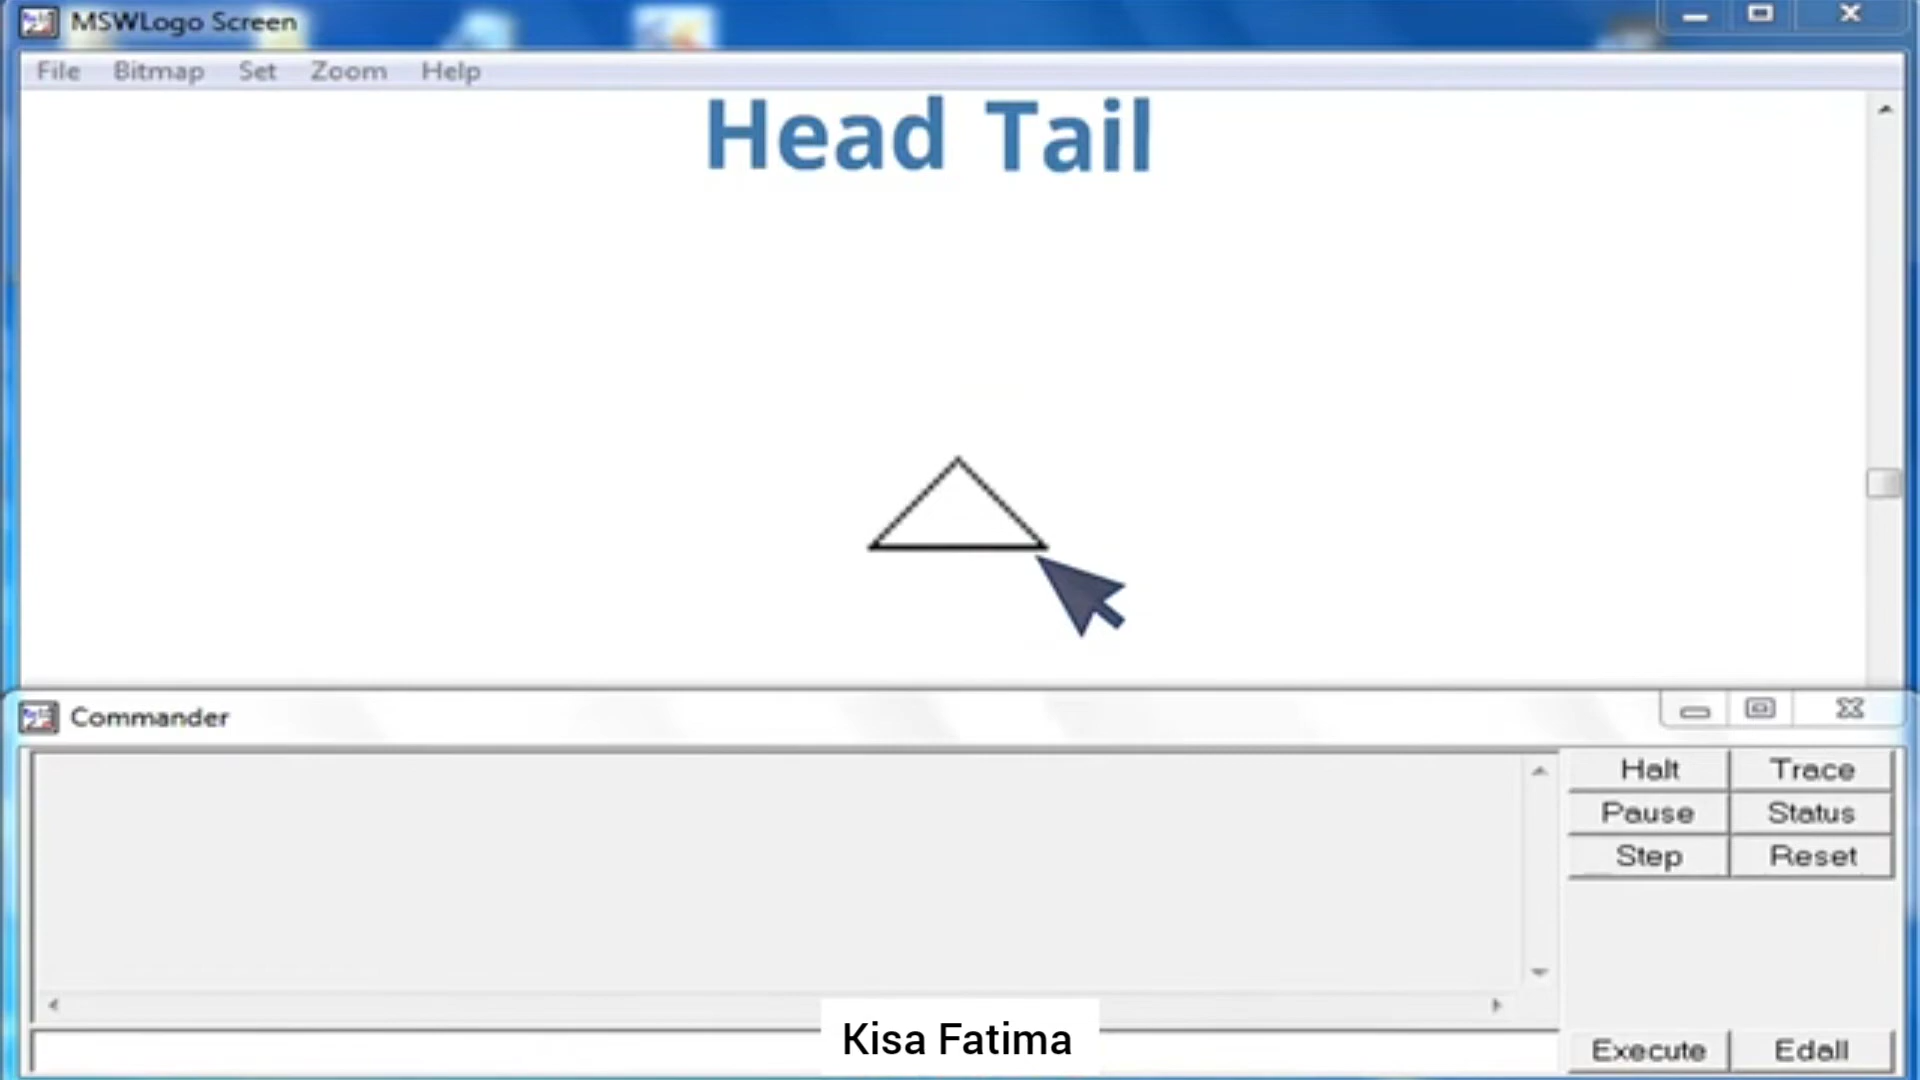 MSWLogo Screen
File Bitmap Set Zoom Help
Head Tail
Commander
Halt Trace
Pause Status
Step Reset
Execute Edall
Kisa Fatima